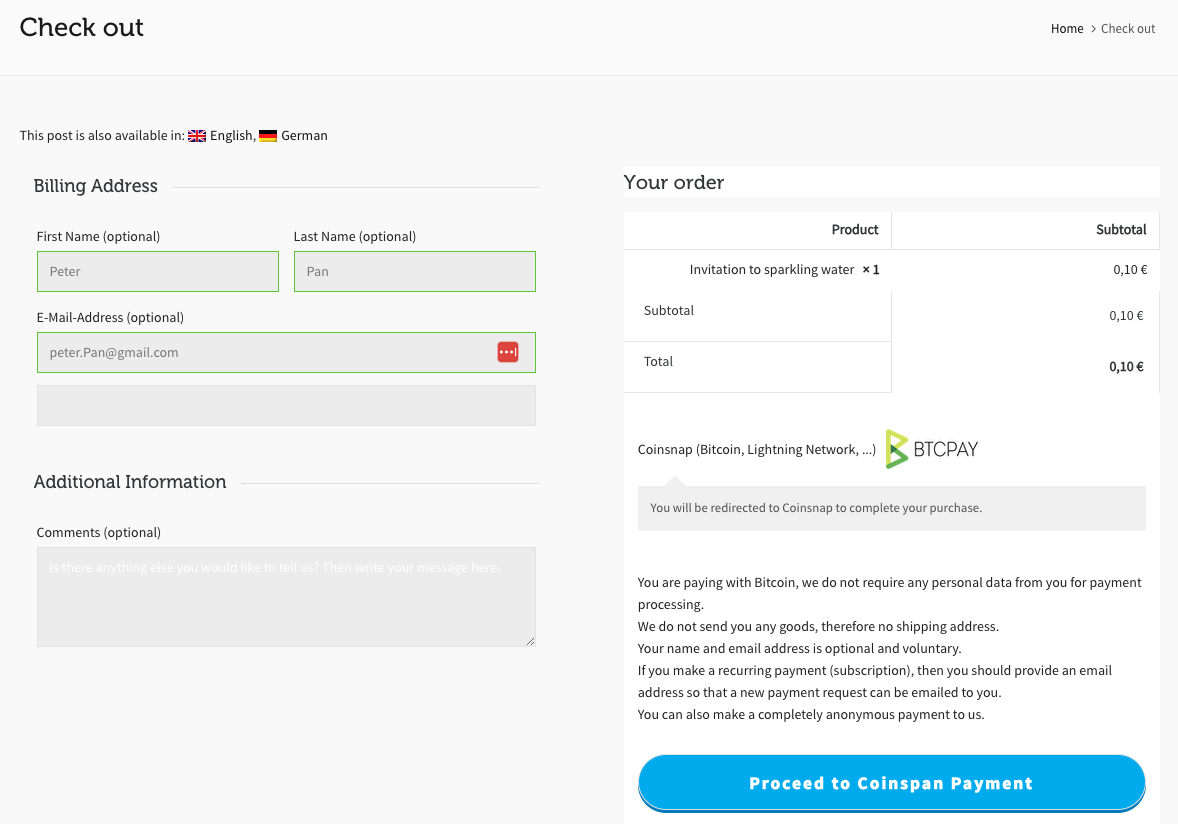 Check out
Home > Check out
This post is also available in: English, German
Billing Address
First Name (optional)
Last Name (optional)
Peter
Pan
E-Mail-Address (optional)
peter.Pan@gmail.com
Additional Information
Comments (optional)
Is there anything else you would like to tell us? Then write your message here.
Your order
Product
Subtotal
Invitation to sparkling water × 1
0,10 €
Subtotal
0,10 €
Total
0,10 €
Coinsnap (Bitcoin, Lightning Network, ...)
BTCPAY
You will be redirected to Coinsnap to complete your purchase.
You are paying with Bitcoin, we do not require any personal data from you for payment
processing.
We do not send you any goods, therefore no shipping address.
Your name and email address is optional and voluntary.
If you make a recurring payment (subscription), then you should provide an email
address so that a new payment request can be emailed to you.
You can also make a completely anonymous payment to us.
Proceed to Coinspan Payment